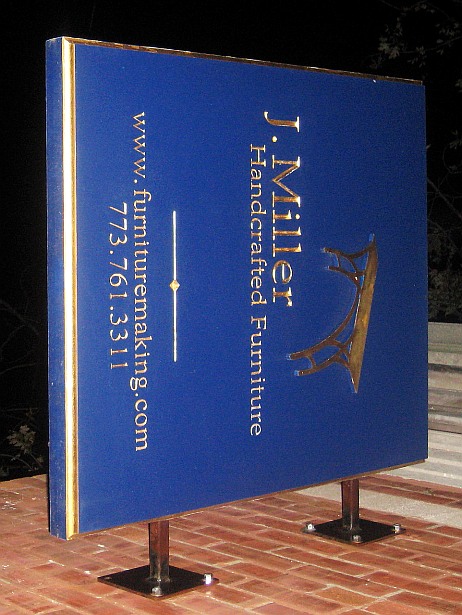 J. Miller
Handcrafted Furniture
www.furnituremaking.com
773.761.3311